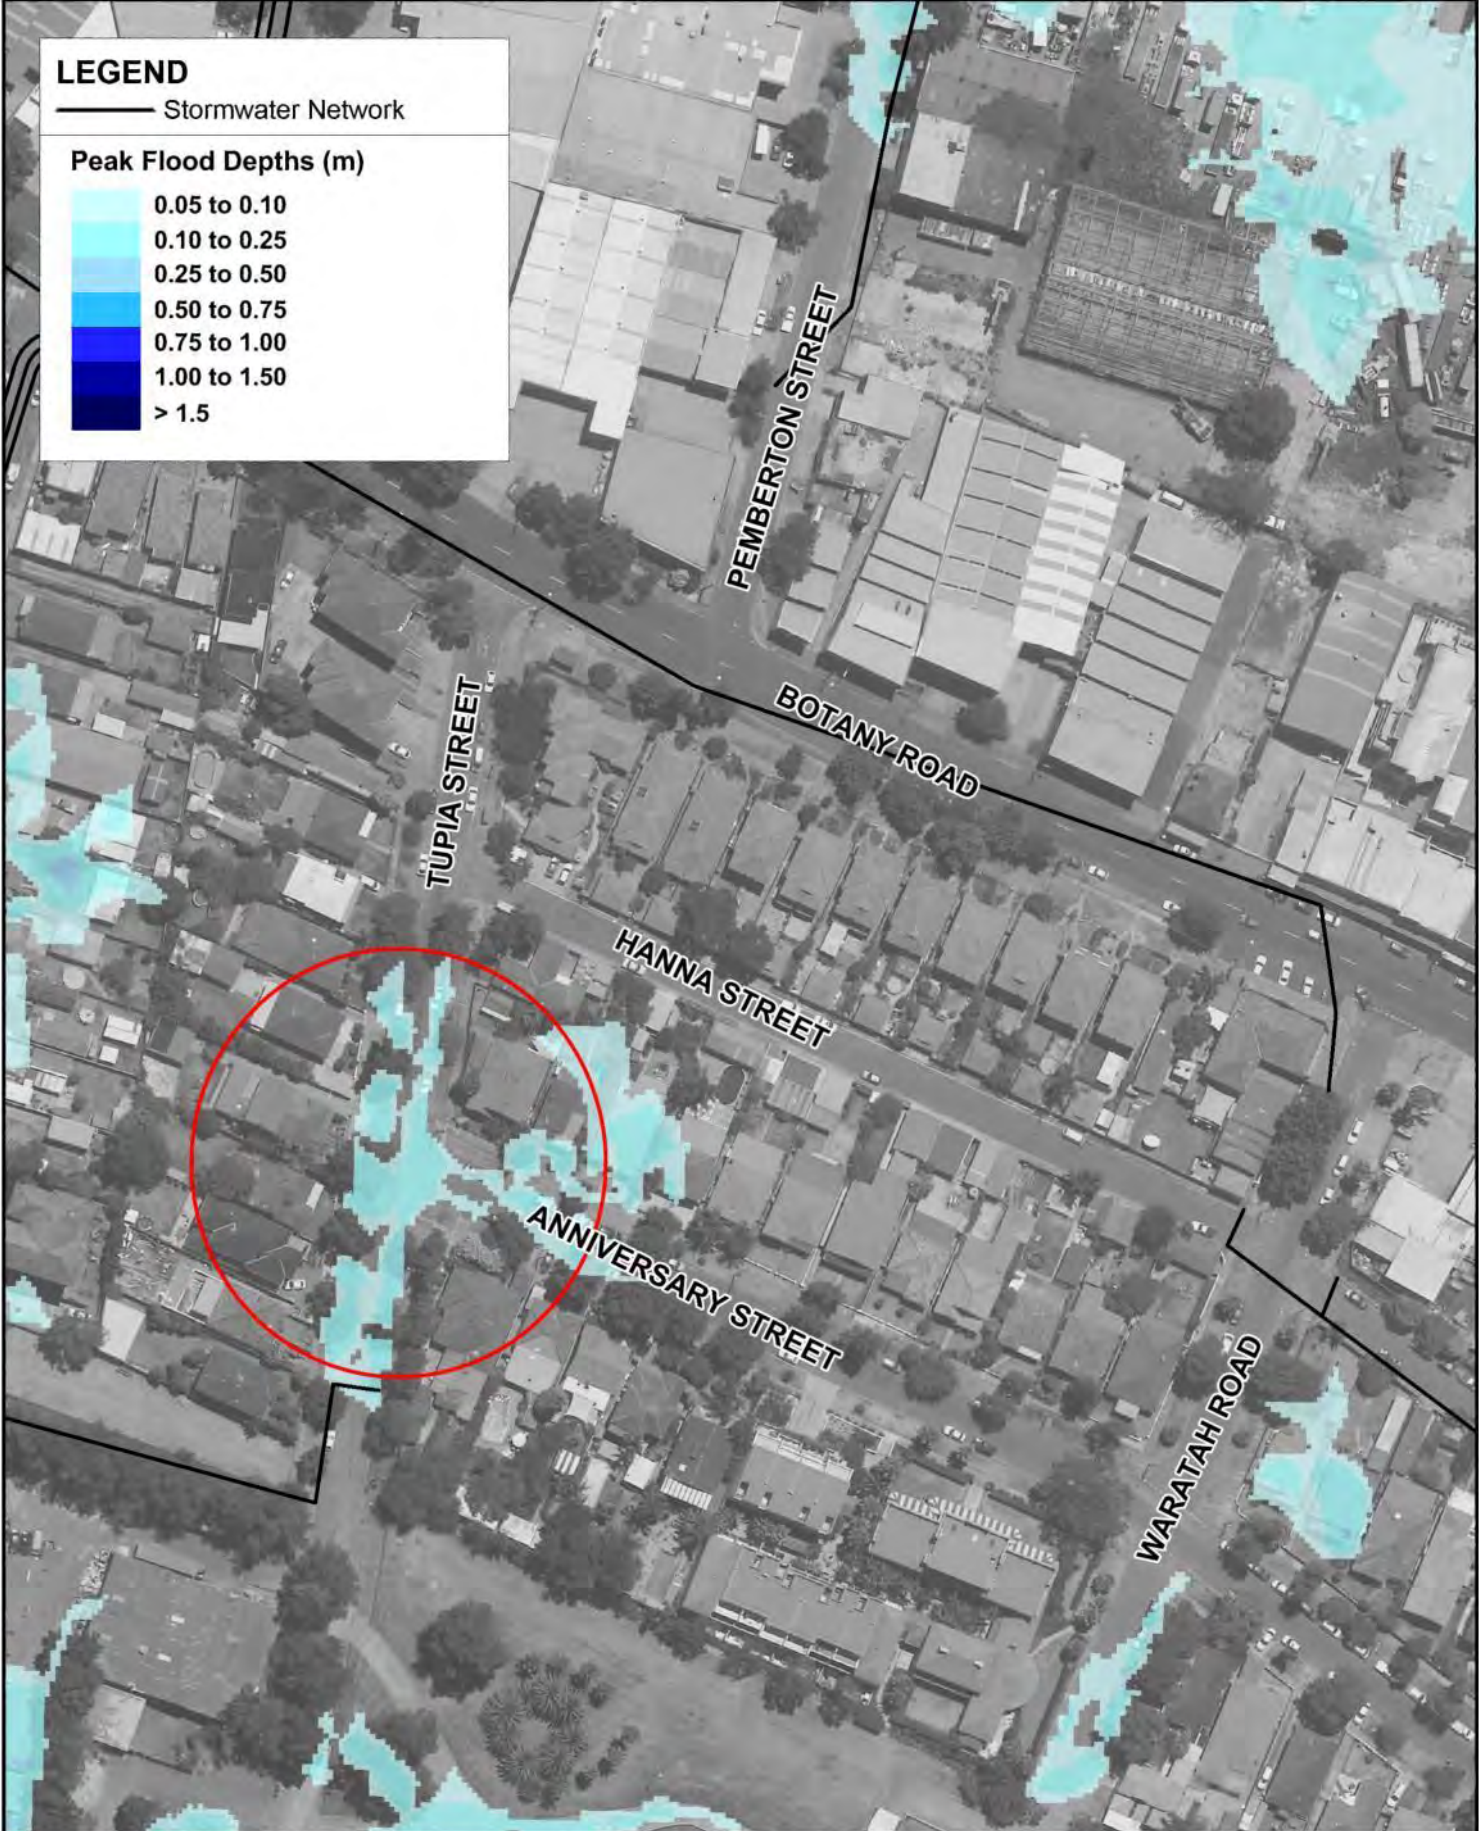 LEGEND
Stormwater Network
Peak Flood Depths (m)
0.05 to 0.10
0.10 to 0.25
0.25 to 0.50
0.50 to 0.75
0.75 to 1.00
1.00 to 1.50
> 1.5
PEMBERTON STREET
TUPIA STREET
BOTANY ROAD
HANNA STREET
ANNIVERSARY STREET
WARATAH ROAD